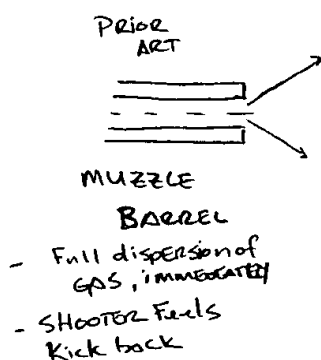 PRIOR
ART
MUZZLE
BARREL
- Full dispersion of
GAS, immediately
- SHOOTER Feels
Kick back